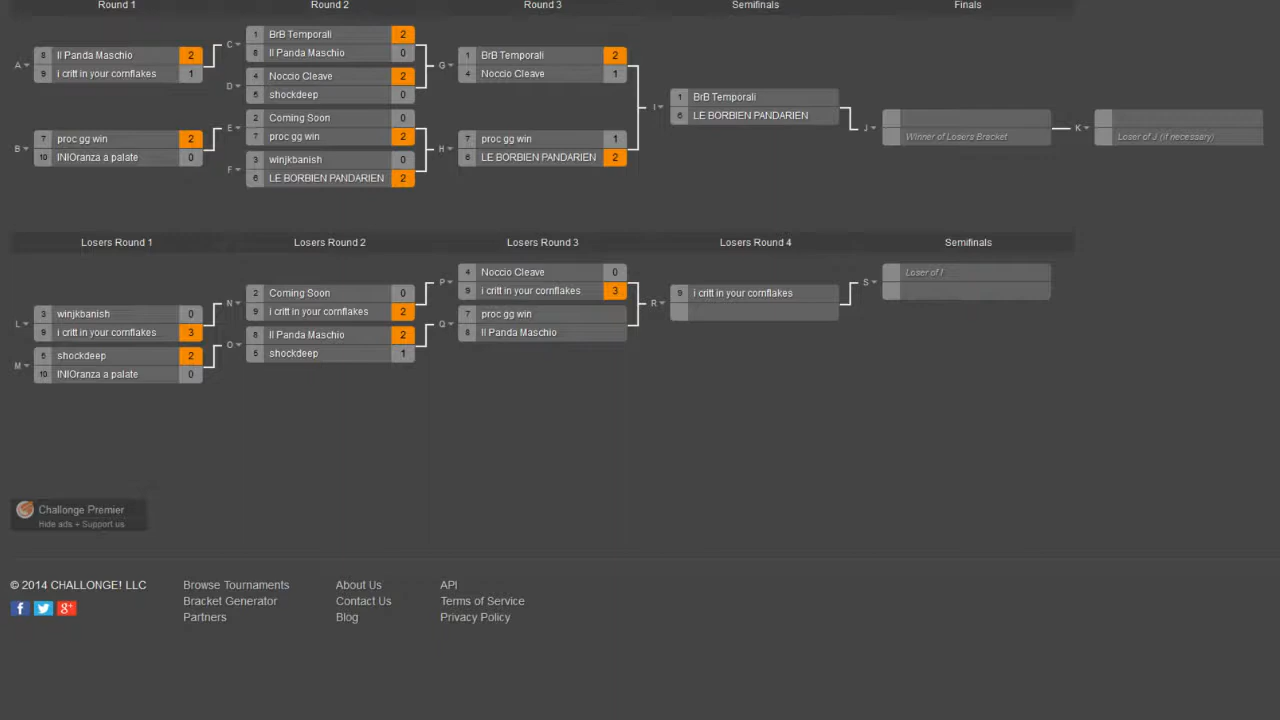 Round 1
Round 2
Round 3
Semifinals
Finals
A
8 Il Panda Maschio 2
9 i critt in your cornflakes 1
B
7 proc gg win 2
10 INIOranza a palate 0
C
1 BrB Temporali 2
8 Il Panda Maschio 0
D
4 Noccio Cleave 2
5 shockdeep 0
E
2 Coming Soon 0
7 proc gg win 2
F
3 winjkbanish 0
6 LE BORBIEN PANDARIEN 2
G
1 BrB Temporali 2
4 Noccio Cleave 1
H
7 proc gg win 1
6 LE BORBIEN PANDARIEN 2
I
1 BrB Temporali
6 LE BORBIEN PANDARIEN
J
Winner of Losers Bracket
K
Loser of J (if necessary)
Losers Round 1
Losers Round 2
Losers Round 3
Losers Round 4
Semifinals
L
3 winjkbanish 0
9 i critt in your cornflakes 3
M
5 shockdeep 2
10 INIOranza a palate 0
N
2 Coming Soon 0
9 i critt in your cornflakes 2
O
8 Il Panda Maschio 2
5 shockdeep 1
P
4 Noccio Cleave 0
9 i critt in your cornflakes 3
Q
7 proc gg win
8 Il Panda Maschio
R
9 i critt in your cornflakes
S
Loser of I
Challonge Premier
Hide ads + Support us
© 2014 CHALLONGE! LLC
Browse Tournaments
Bracket Generator
Partners
About Us
Contact Us
Blog
API
Terms of Service
Privacy Policy